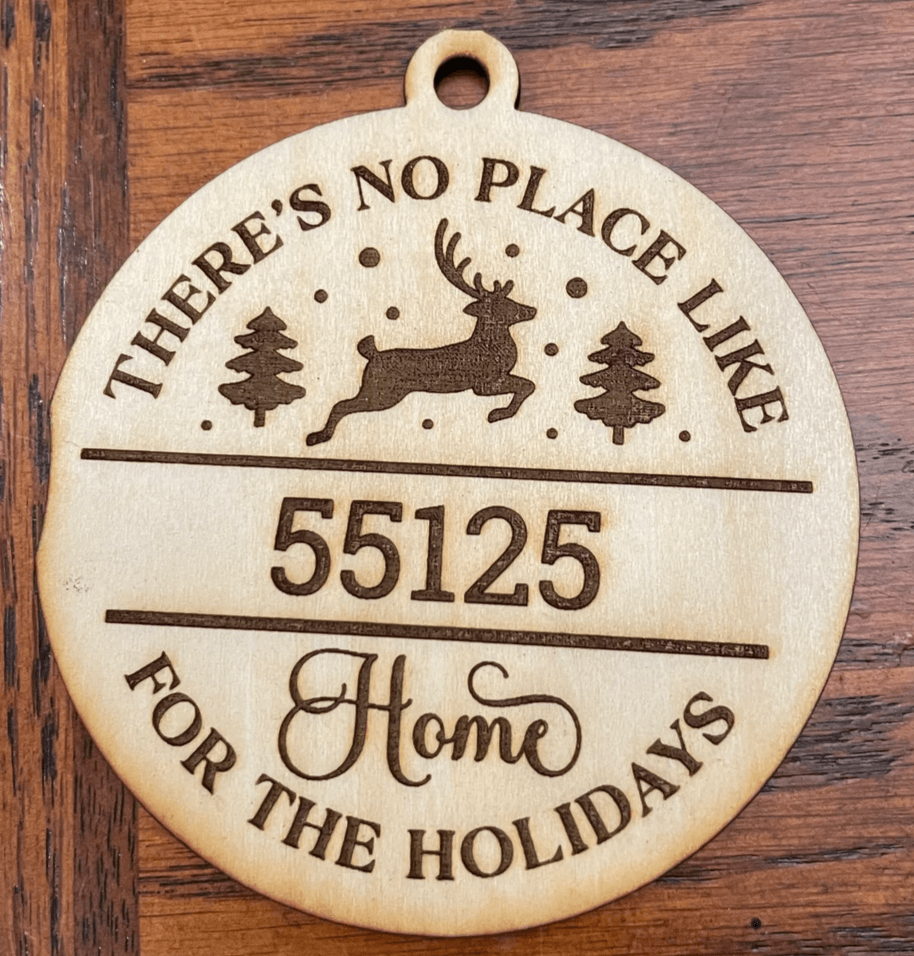 THERE'S NO PLACE LIKE
55125
Home
FOR THE HOLIDAYS